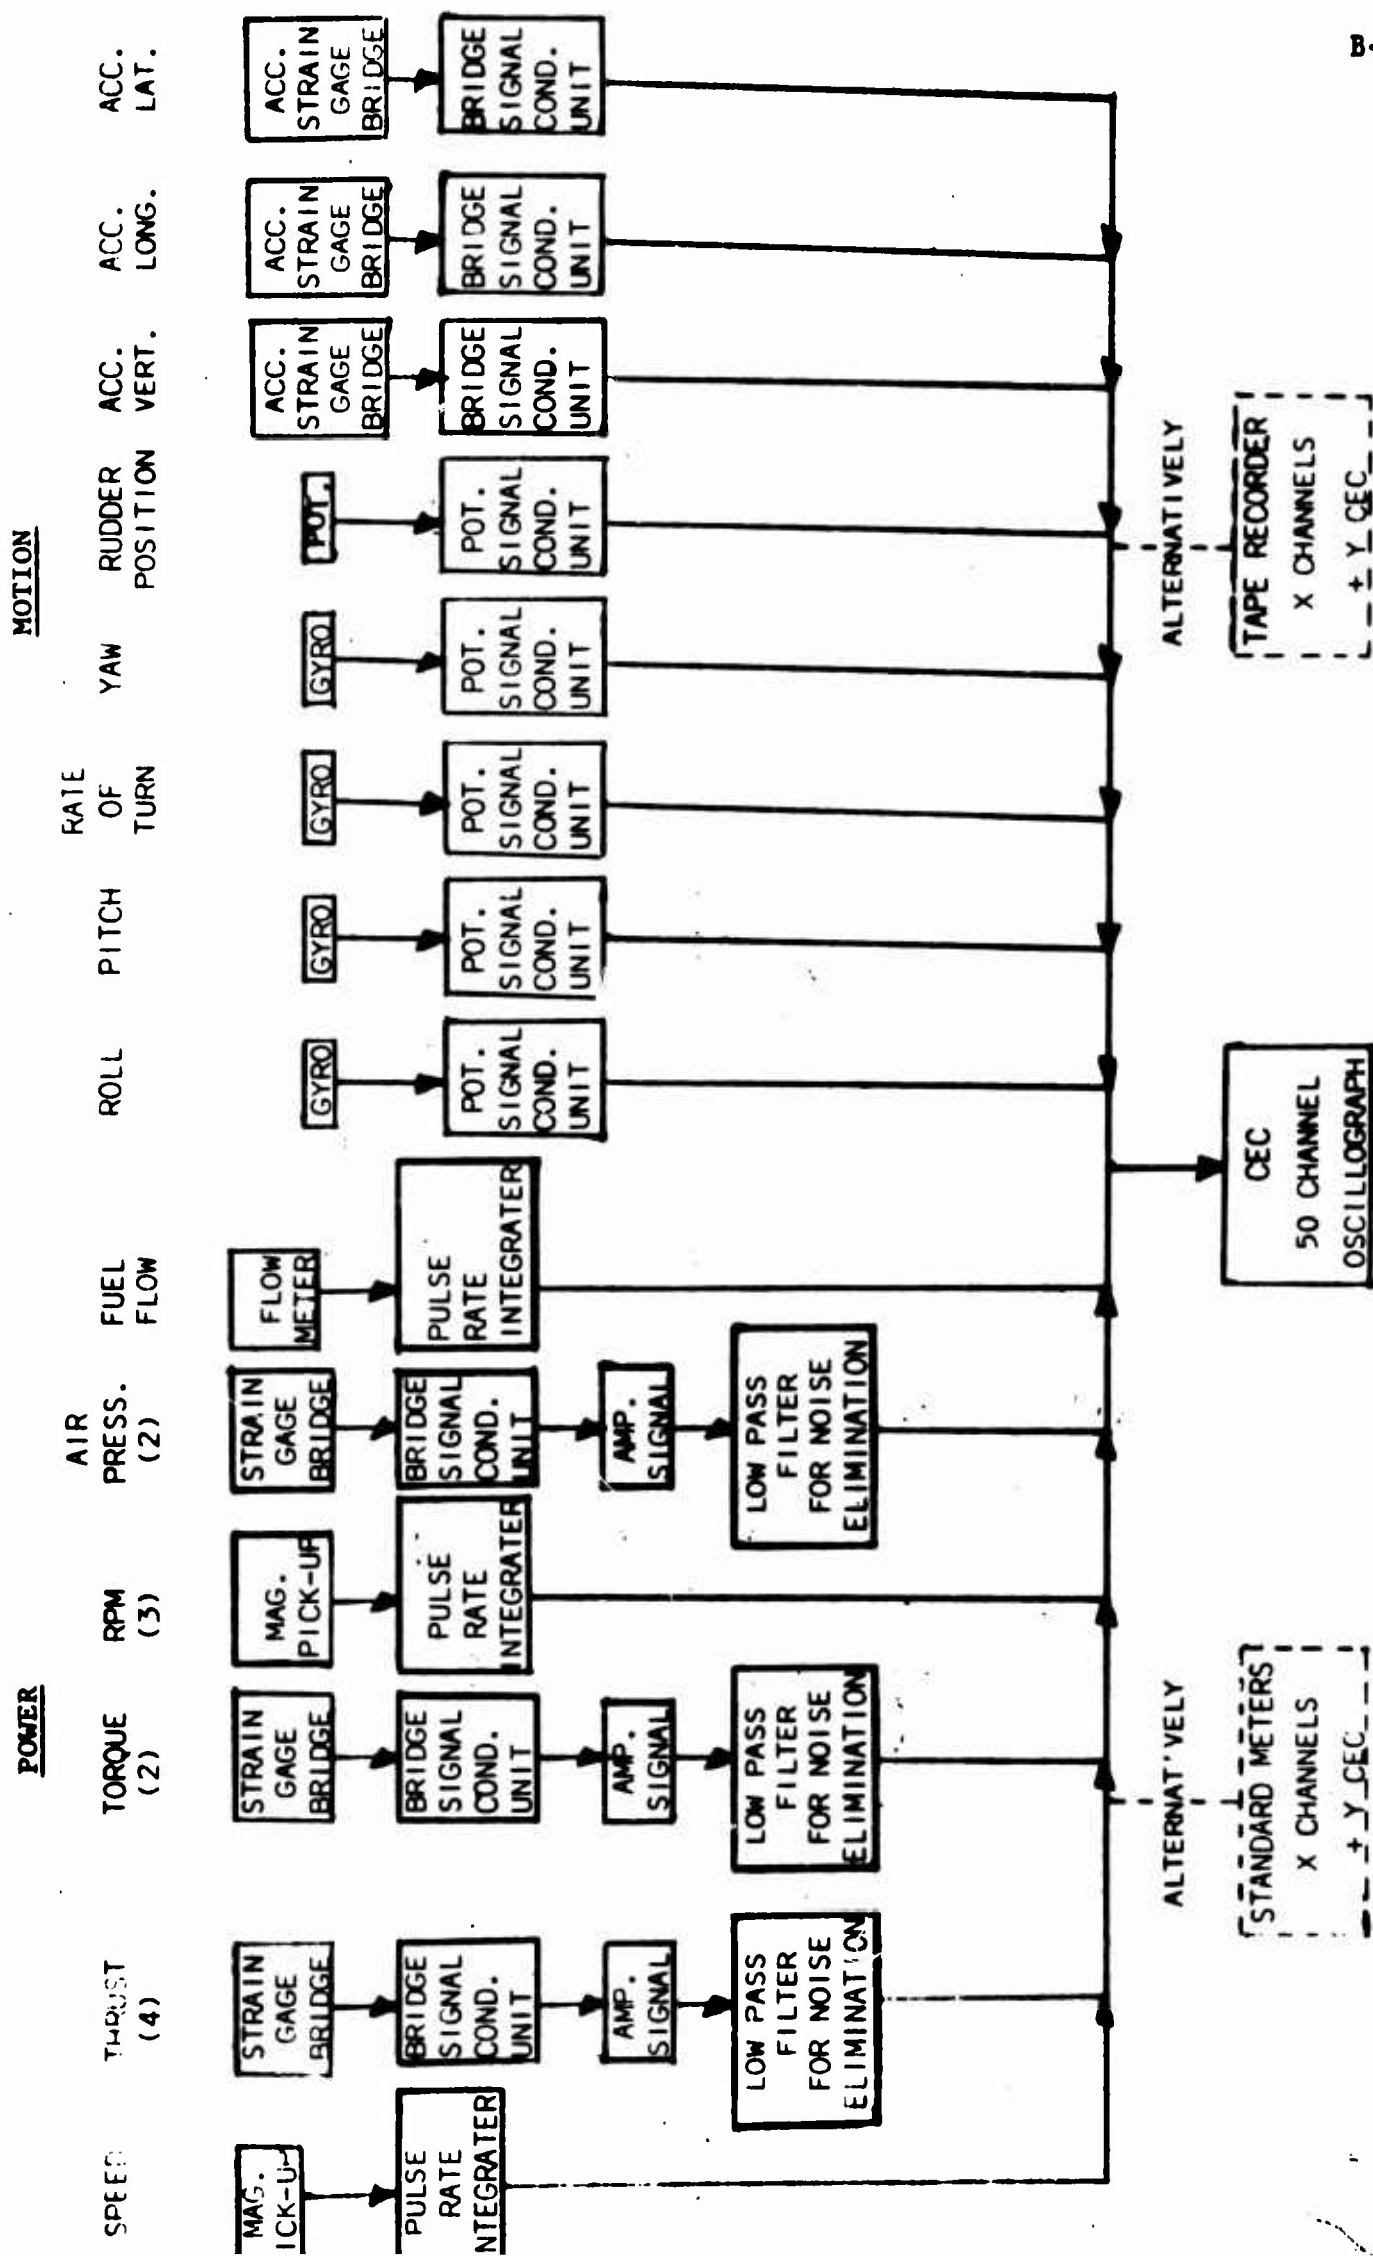 POWER
MOTION
SPEED
THRUST
(4)
TORQUE
(2)
RPM
(3)
AIR
PRESS.
(2)
FUEL
FLOW
ROLL
PITCH
RATE
OF
TURN
YAW
RUDDER
POSITION
ACC.
VERT.
ACC.
LONG.
ACC.
LAT.
MAG.
ICK-U
STRAIN
GAGE
BRIDGE
STRAIN
GAGE
BRIDGE
MAG.
PICK-UP
STRAIN
GAGE
BRIDGE
FLOW
METER
GYRO
GYRO
GYRO
GYRO
POT.
ACC.
STRAIN
GAGE
BRIDGE
ACC.
STRAIN
GAGE
BRIDGE
ACC.
STRAIN
GAGE
BRIDGE
PULSE
RATE
NTEGRATER
BRIDGE
SIGNAL
COND.
UNIT
BRIDGE
SIGNAL
COND.
UNIT
PULSE
RATE
INTEGRATER
BRIDGE
SIGNAL
COND.
UNIT
PULSE
RATE
INTEGRATER
POT.
SIGNAL
COND.
UNIT
POT.
SIGNAL
COND.
UNIT
POT.
SIGNAL
COND.
UNIT
POT.
SIGNAL
COND.
UNIT
POT.
SIGNAL
COND.
UNIT
BRIDGE
SIGNAL
COND.
UNIT
BRIDGE
SIGNAL
COND.
UNIT
BRIDGE
SIGNAL
COND.
UNIT
AMP.
SIGNAL
AMP.
SIGNAL
AMP.
SIGNAL
LOW PASS
FILTER
FOR NOISE
ELIMINATION
LOW PASS
FILTER
FOR NOISE
ELIMINATION
LOW PASS
FILTER
FOR NOISE
ELIMINATION
ALTERNAT'VELY
STANDARD METERS
X CHANNELS
+ Y CEC
CEC
50 CHANNEL
OSCILLOGRAPH
ALTERNATIVELY
TAPE RECORDER
X CHANNELS
+ Y CEC
B-